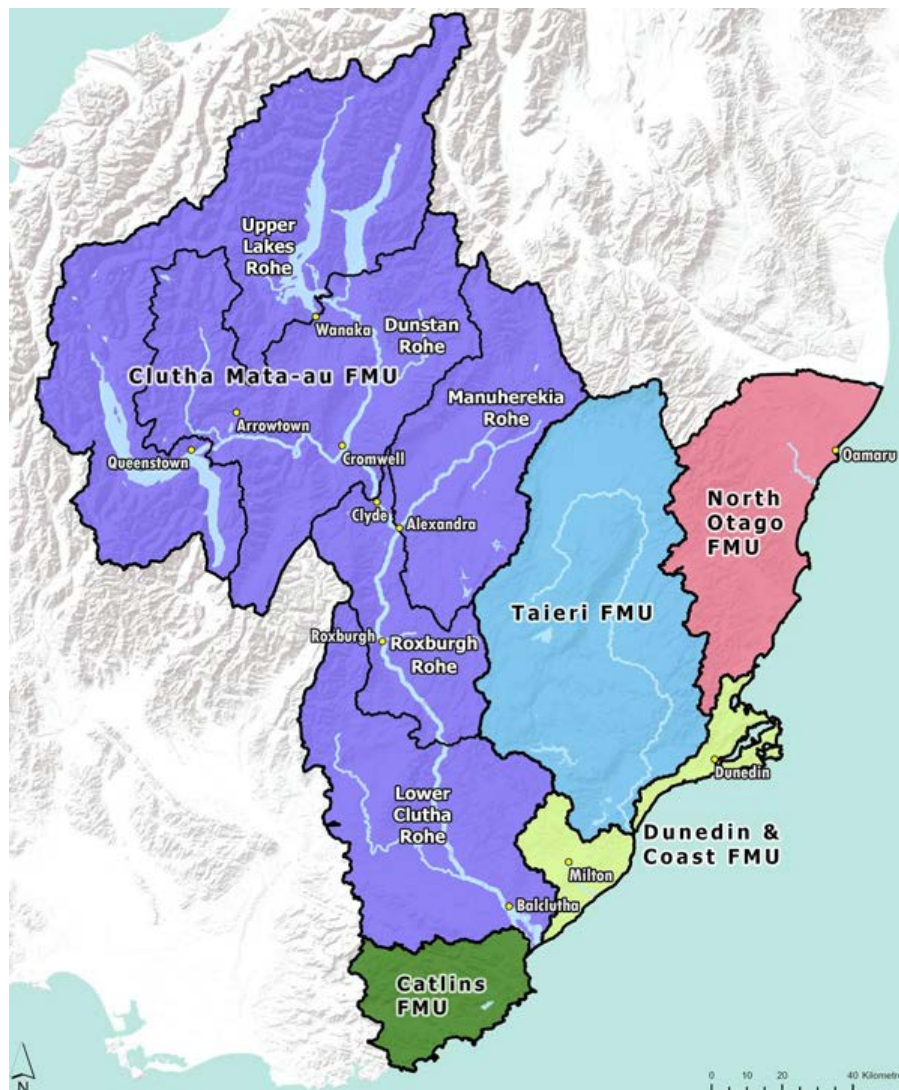 Upper
Lakes
Rohe
Wanaka
Dunstan
Rohe
Clutha Mata-au FMU
Manuherekia
Rohe
Arrowtown
Queenstown
Cromwell
Oamaru
Clyde
Alexandra
North
Otago
FMU
Taieri FMU
Roxburgh
Roxburgh
Rohe
Dunedin
Lower
Clutha
Rohe
Dunedin &
Coast FMU
Milton
Balclutha
Catlins
FMU
N
0 10 20 40 Kilometre